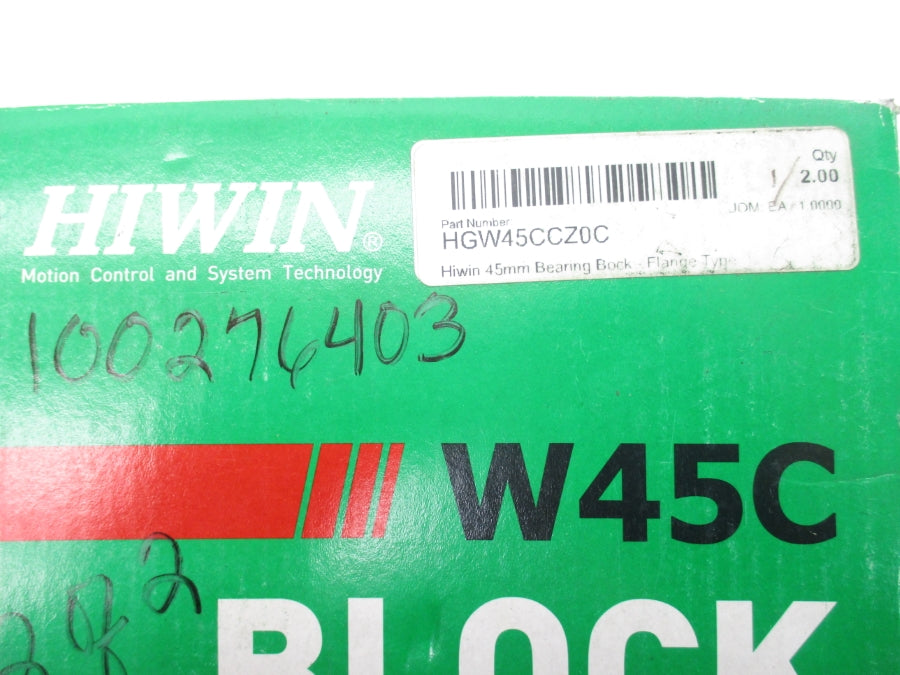 HIWIN®
Motion Control and System Technology
Qty
1/2.00
UOM: EA / 1.0000
Part Number
HGW45CCZ0C
Hiwin 45mm Bearing Bock - Flange Type
100276403
W45C
BLOCK